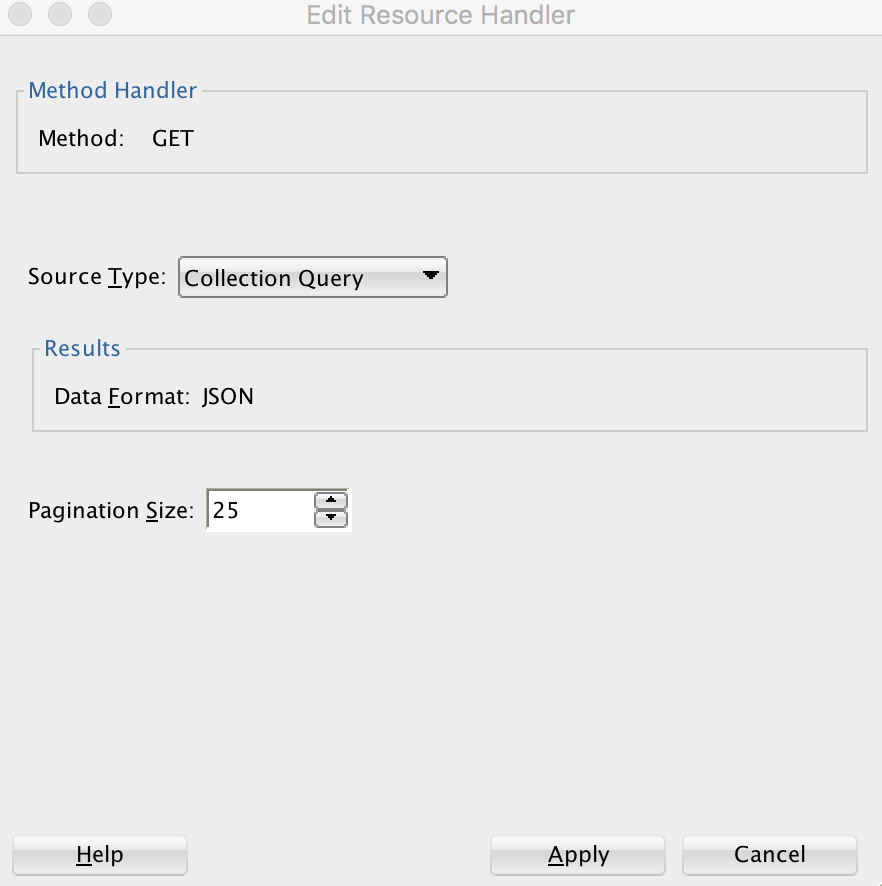 Edit Resource Handler
Method Handler
Method: GET
Source Type: Collection Query
Results
Data Format: JSON
Pagination Size: 25
Help Apply Cancel